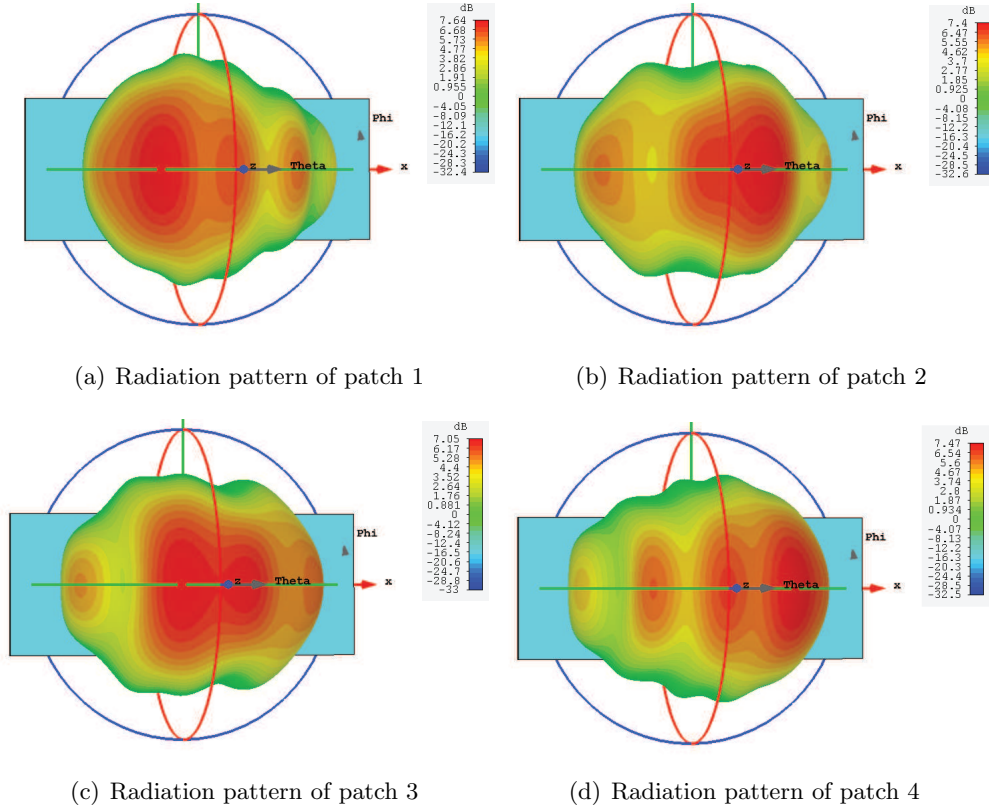 dB
7.64
6.68
5.73
4.77
3.82
2.86
1.91
0.955
0
-4.05
-8.09
-12.1
-16.2
-20.2
-24.3
-28.3
-32.4
Phi
z
Theta
x
(a) Radiation pattern of patch 1
dB
7.4
6.47
5.55
4.62
3.7
2.77
1.85
0.925
0
-4.08
-8.15
-12.2
-16.3
-20.4
-24.5
-28.5
-32.6
Phi
z
Theta
x
(b) Radiation pattern of patch 2
dB
7.05
6.17
5.28
4.4
3.52
2.64
1.76
0.881
0
-4.12
-8.24
-12.4
-16.5
-20.6
-24.7
-28.8
-33
Phi
z
Theta
x
(c) Radiation pattern of patch 3
dB
7.47
6.54
5.6
4.67
3.74
2.8
1.87
0.934
0
-4.07
-8.13
-12.2
-16.3
-20.3
-24.4
-28.5
-32.5
Phi
z
Theta
x
(d) Radiation pattern of patch 4